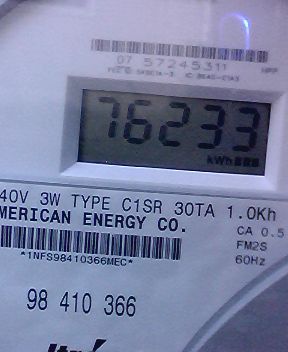 07 57245311
76233
kWh
40V 3W TYPE C1SR 30TA 1.0Kh
MERICAN ENERGY CO.
CA 0.5
FM2S
60Hz
*1NFS98410366MEC*
98 410 366